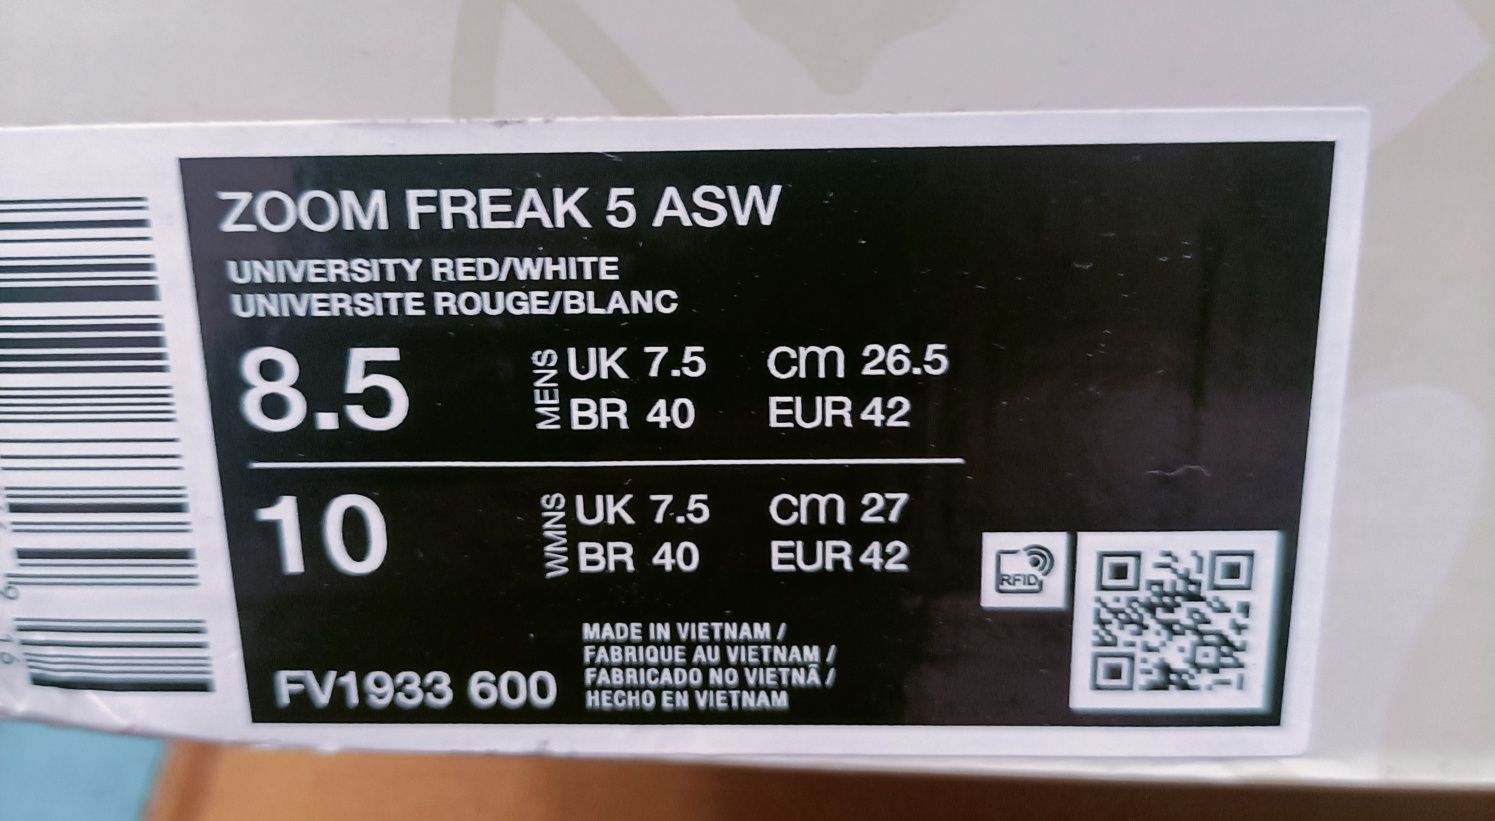 ZOOM FREAK 5 ASW
UNIVERSITY RED/WHITE
UNIVERSITE ROUGE/BLANC
8.5 MENS UK 7.5 CM 26.5
BR 40 EUR 42
10 WMNS UK 7.5 CM 27
BR 40 EUR 42
MADE IN VIETNAM /
FABRIQUE AU VIETNAM /
FABRICADO NO VIETNÃ /
HECHO EN VIETNAM
FV1933 600
RFID